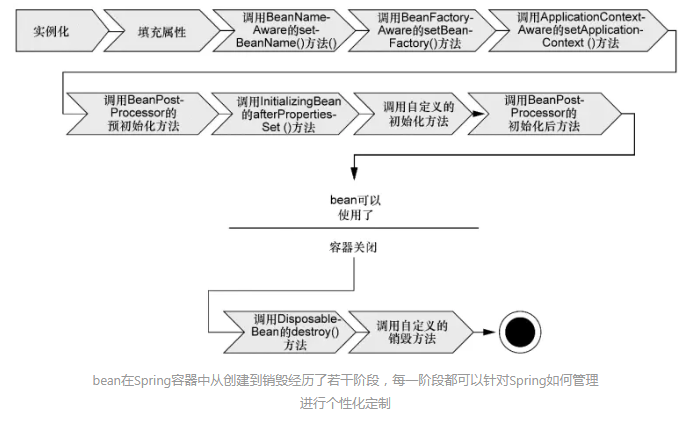 实例化
填充属性
调用BeanName-
Aware的set-
BeanName()方法()
调用BeanFactory-
Aware的setBean-
Factory()方法
调用ApplicationContext-
Aware的setApplication-
Context ()方法
调用BeanPost-
Processor的
预初始化方法
调用InitializingBean
的afterProperties-
Set ()方法
调用自定义的
初始化方法
调用BeanPost-
Processor的
初始化后方法
bean可以
使用了
容器关闭
调用Disposable-
Bean的destroy()
方法
调用自定义的
销毁方法
bean在Spring容器中从创建到销毁经历了若干阶段，每一阶段都可以针对Spring如何管理
进行个性化定制